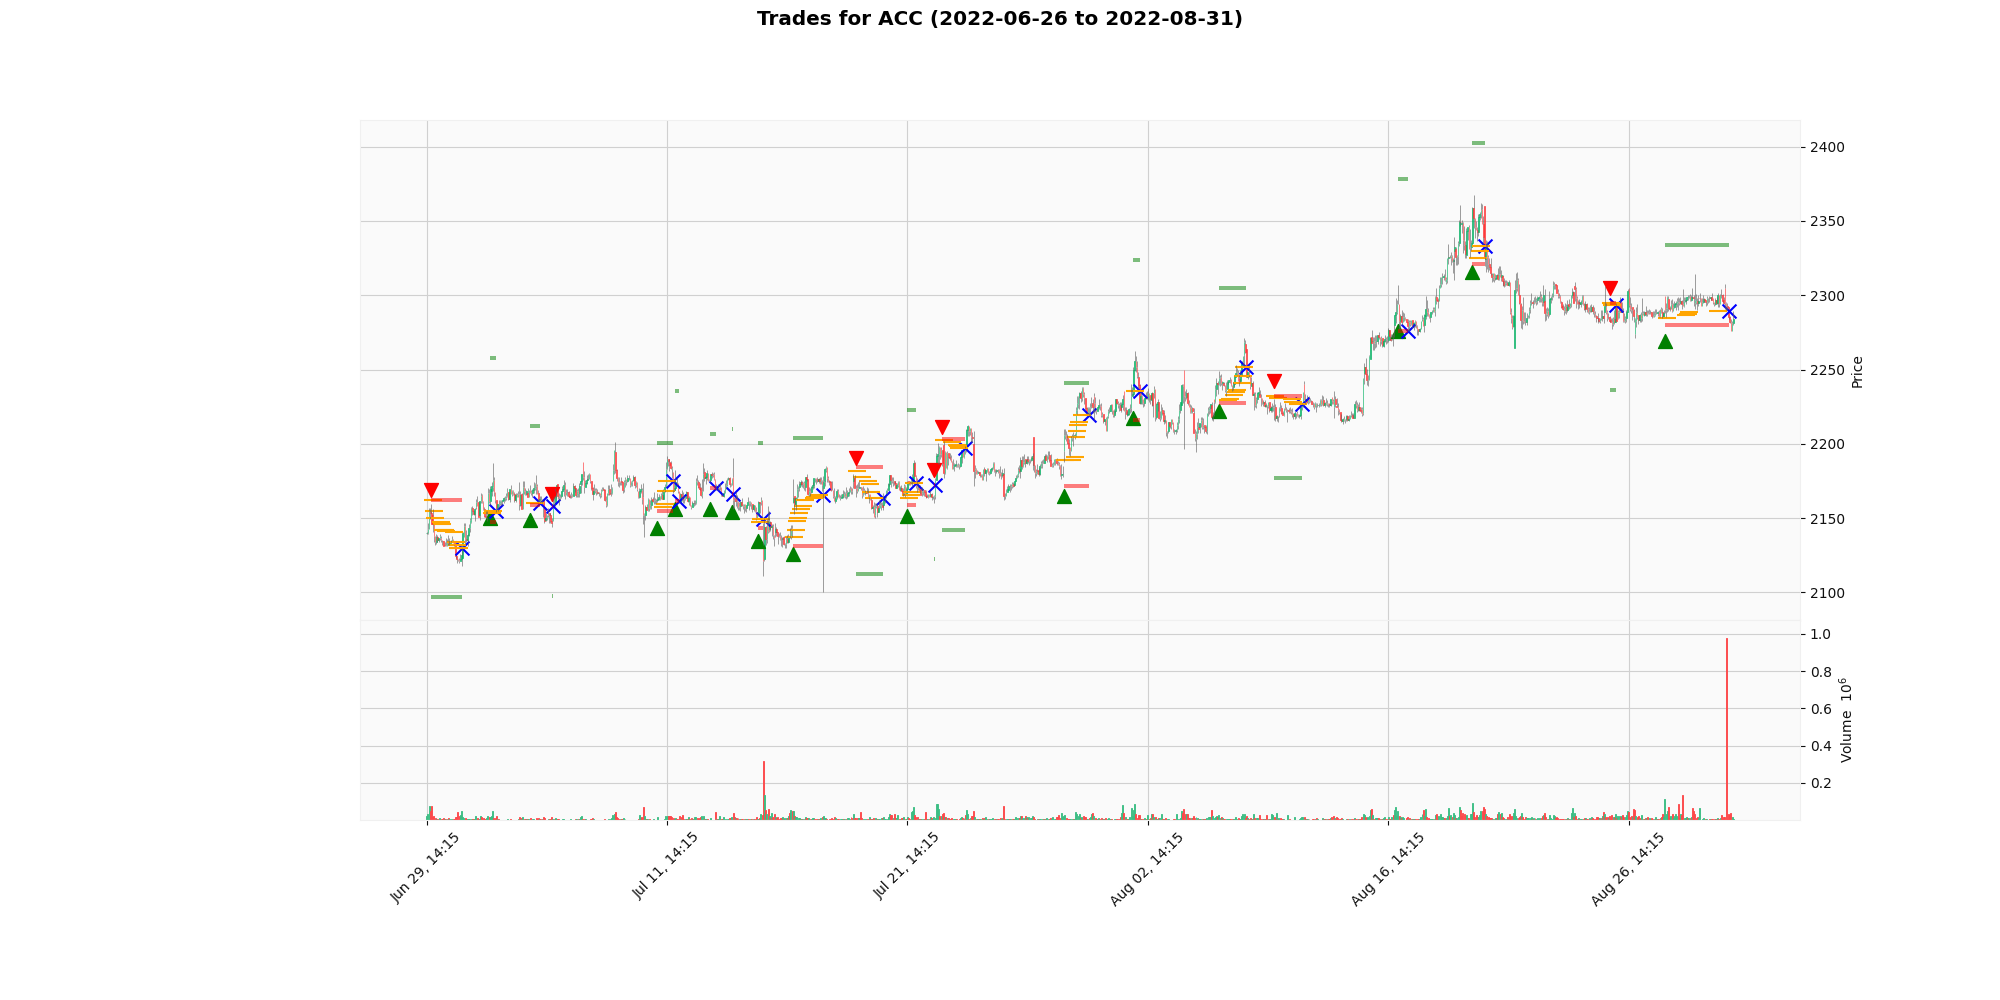 Trades for ACC (2022-06-26 to 2022-08-31)
2400
2350
2300
2250
2200
2150
2100
Price
1.0
0.8
0.6
0.4
0.2
Volume 10^6
Jun 29, 14:15
Jul 11, 14:15
Jul 21, 14:15
Aug 02, 14:15
Aug 16, 14:15
Aug 26, 14:15